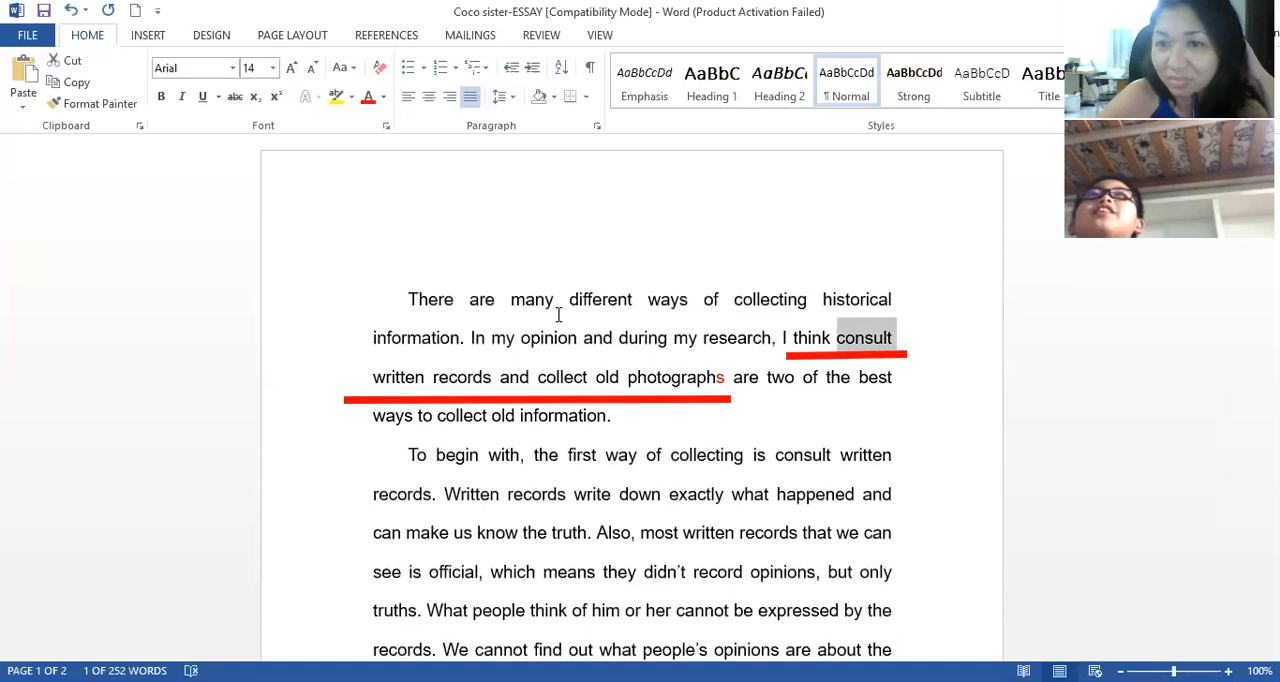 Coco sister-ESSAY [Compatibility Mode] - Word (Product Activation Failed)
FILE HOME INSERT DESIGN PAGE LAYOUT REFERENCES MAILINGS REVIEW VIEW
Paste
Cut
Copy
Format Painter
Clipboard
Arial 14
Font
Paragraph
AaBbCcDd AaBbC AaBbCc AaBbCcDd AaBbCcDd AaBbCcD AaBb
Emphasis Heading 1 Heading 2 ¶ Normal Strong Subtitle Title
Styles
There are many different ways of collecting historical
information. In my opinion and during my research, I think consult
written records and collect old photographs are two of the best
ways to collect old information.
To begin with, the first way of collecting is consult written
records. Written records write down exactly what happened and
can make us know the truth. Also, most written records that we can
see is official, which means they didn't record opinions, but only
truths. What people think of him or her cannot be expressed by the
records. We cannot find out what people's opinions are about the
PAGE 1 OF 2 1 OF 252 WORDS 100%